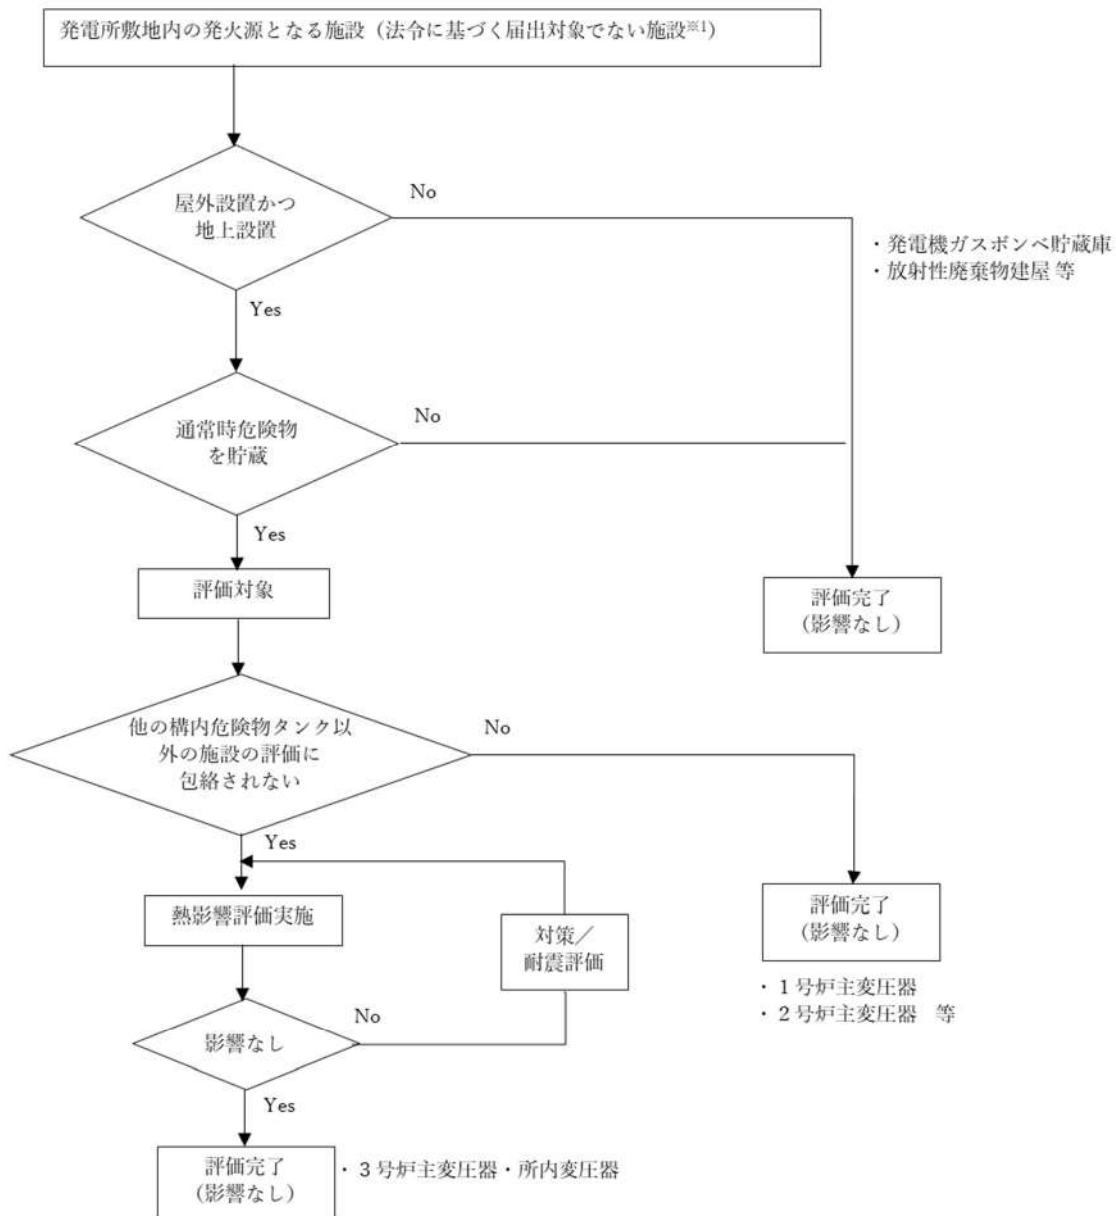 発電所敷地内の発火源となる施設（法令に基づく届出対象でない施設※1）
屋外設置かつ
地上設置
No
・発電機ガスボンベ貯蔵庫
・放射性廃棄物建屋 等
Yes
通常時危険物
を貯蔵
No
Yes
評価対象
評価完了
（影響なし）
他の構内危険物タンク以
外の施設の評価に
包絡されない
No
Yes
熱影響評価実施
対策／
耐震評価
評価完了
（影響なし）
・１号炉主変圧器
・２号炉主変圧器　等
影響なし
No
Yes
評価完了
（影響なし）
・３号炉主変圧器・所内変圧器